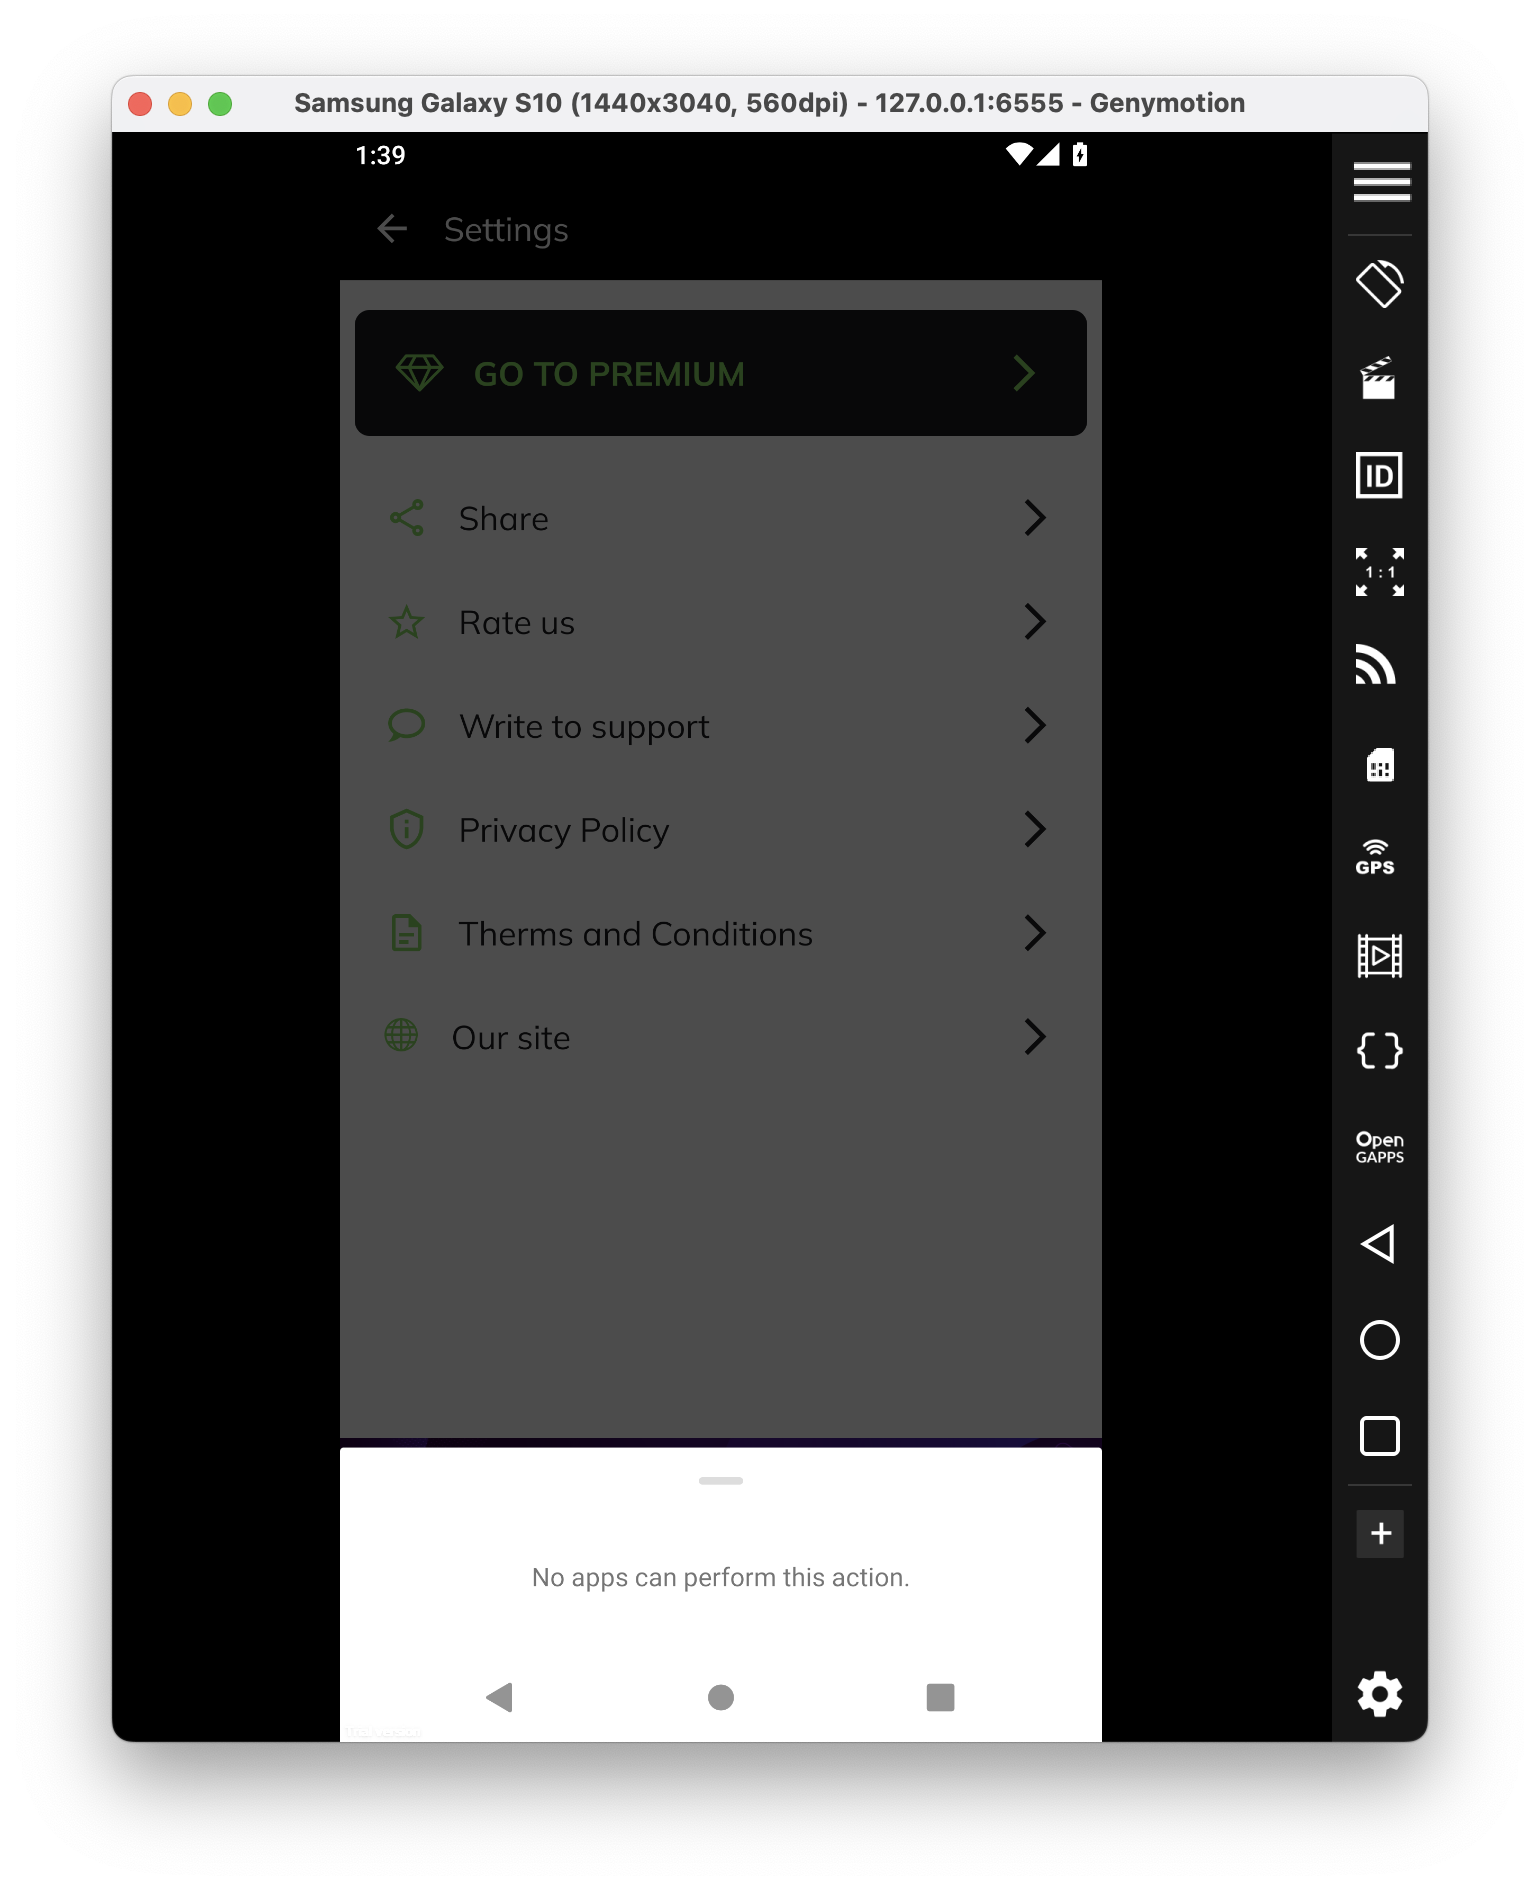 Samsung Galaxy S10 (1440x3040, 560dpi) - 127.0.0.1:6555 - Genymotion
1:39
Settings
GO TO PREMIUM
Share
Rate us
Write to support
Privacy Policy
Therms and Conditions
Our site
No apps can perform this action.
ID
1 : 1
GPS
Open
GAPPS